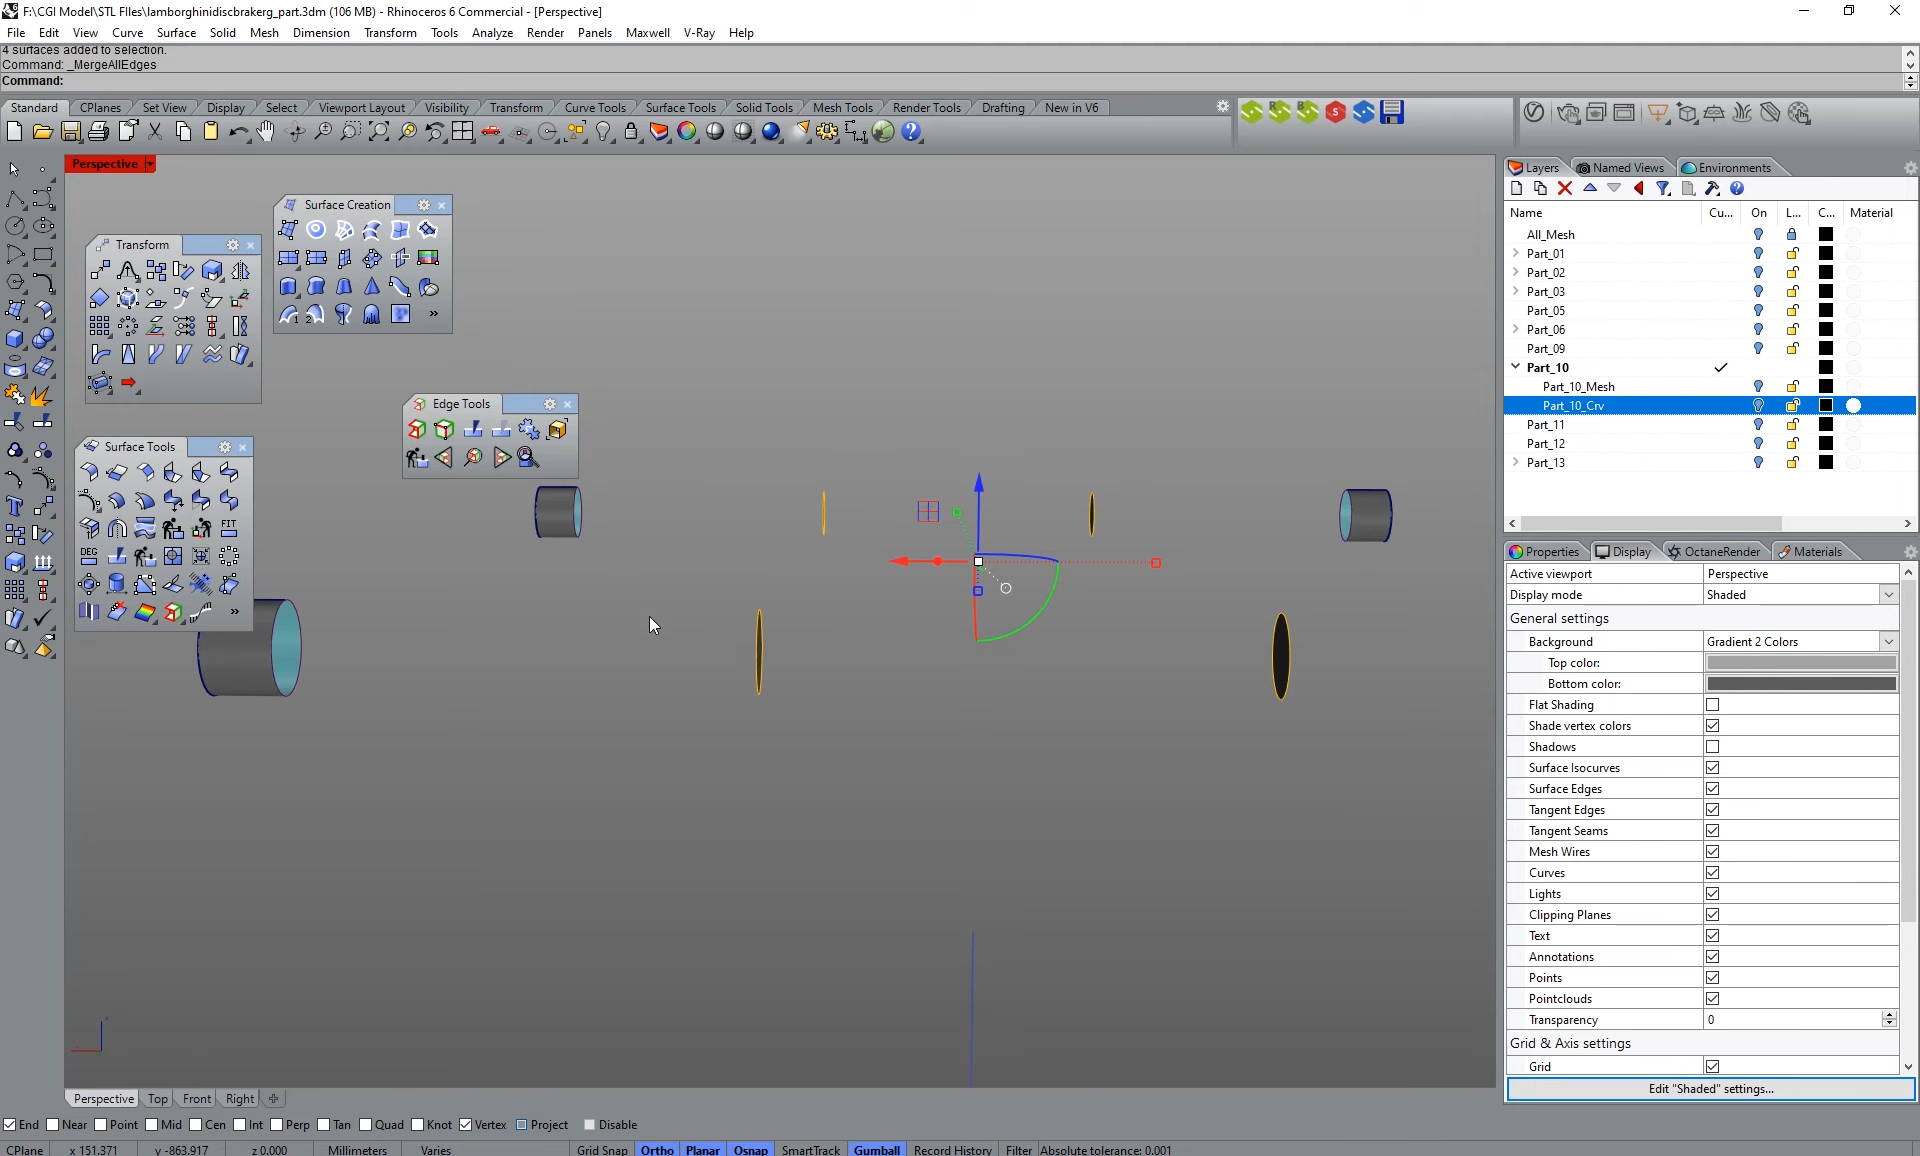 F:\CGI Model\STL FIles\lamborghinidiscbrakerg_part.3dm (106 MB) - Rhinoceros 6 Commercial - [Perspective]
File Edit View Curve Surface Solid Mesh Dimension Transform Tools Analyze Render Panels Maxwell V-Ray Help
4 surfaces added to selection.
Command: _MergeAllEdges
Command:
Standard CPlanes Set View Display Select Viewport Layout Visibility Transform Curve Tools Surface Tools Solid Tools Mesh Tools Render Tools Drafting New in V6
Perspective
Surface Creation
Transform
Edge Tools
Surface Tools
FIT
DEG
Layers Named Views Environments
Name Cu... On L... C... Material
All_Mesh
Part_01
Part_02
Part_03
Part_05
Part_06
Part_09
Part_10
Part_10_Mesh
Part_10_Crv
Part_11
Part_12
Part_13
Properties Display OctaneRender Materials
Active viewport Perspective
Display mode Shaded
General settings
Background Gradient 2 Colors
Top color:
Bottom color:
Flat Shading
Shade vertex colors
Shadows
Surface Isocurves
Surface Edges
Tangent Edges
Tangent Seams
Mesh Wires
Curves
Lights
Clipping Planes
Text
Annotations
Points
Pointclouds
Transparency 0
Grid & Axis settings
Grid
Edit "Shaded" settings...
Perspective Top Front Right
End Near Point Mid Cen Int Perp Tan Quad Knot Vertex Project Disable
CPlane x 151.371 y -863.917 z 0.000 Millimeters Varies Grid Snap Ortho Planar Osnap SmartTrack Gumball Record History Filter Absolute tolerance: 0.001